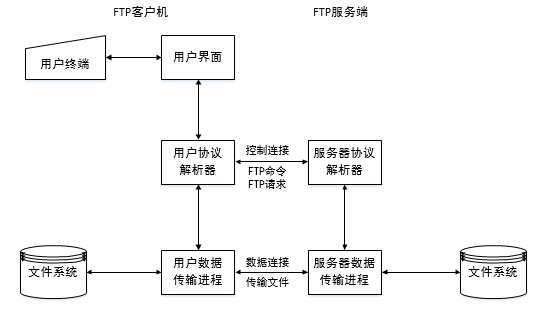 FTP客户机
FTP服务端
用户终端
用户界面
用户协议
解析器
控制连接
FTP命令
FTP请求
服务器协议
解析器
文件系统
用户数据
传输进程
数据连接
传输文件
服务器数据
传输进程
文件系统